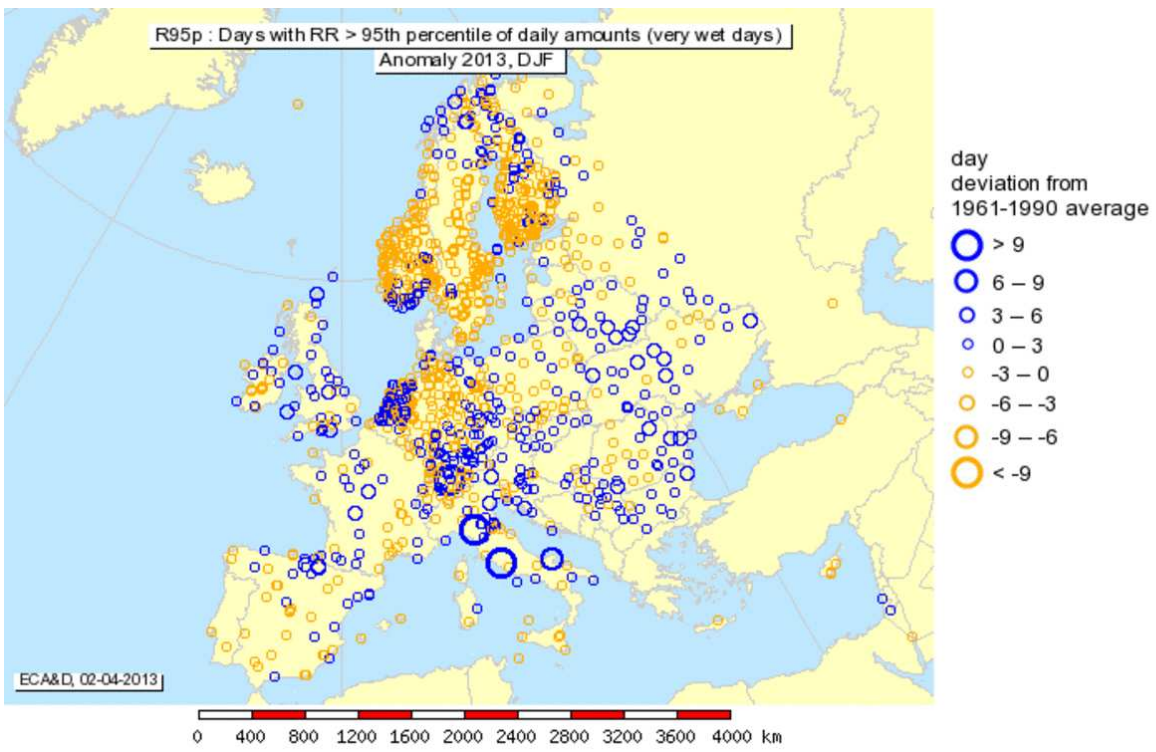 R95p : Days with RR > 95th percentile of daily amounts (very wet days)
Anomaly 2013, DJF
day
deviation from
1961-1990 average
> 9
6 – 9
3 – 6
0 – 3
-3 – 0
-6 – -3
-9 – -6
< -9
ECA&D, 02-04-2013
0 400 800 1200 1600 2000 2400 2800 3200 3600 4000 km